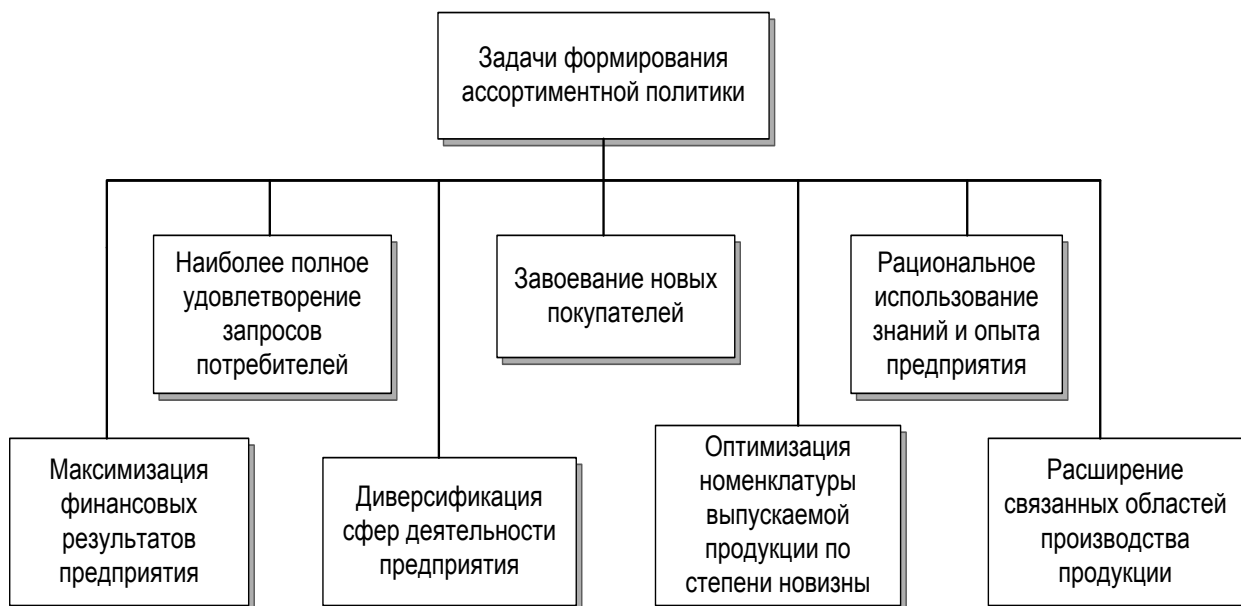 Задачи формирования
ассортиментной политики
Наиболее полное
удовлетворение
запросов
потребителей
Завоевание новых
покупателей
Рациональное
использование
знаний и опыта
предприятия
Максимизация
финансовых
результатов
предприятия
Диверсификация
сфер деятельности
предприятия
Оптимизация
номенклатуры
выпускаемой
продукции по
степени новизны
Расширение
связанных областей
производства
продукции